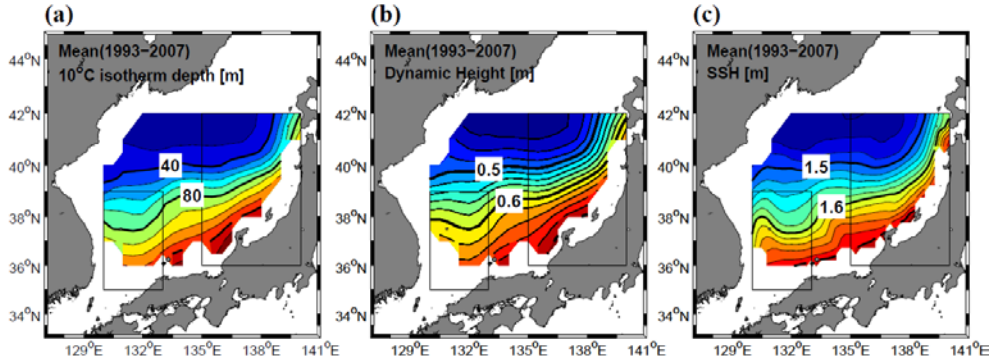 (a)
Mean(1993−2007)
10°C isotherm depth [m]
44°N
42°N
40°N
38°N
36°N
34°N
40
80
129°E
132°E
135°E
138°E
141°E
(b)
Mean(1993−2007)
Dynamic Height [m]
44°N
42°N
40°N
38°N
36°N
34°N
0.5
0.6
129°E
132°E
135°E
138°E
141°E
(c)
Mean(1993−2007)
SSH [m]
44°N
42°N
40°N
38°N
36°N
34°N
1.5
1.6
129°E
132°E
135°E
138°E
141°E